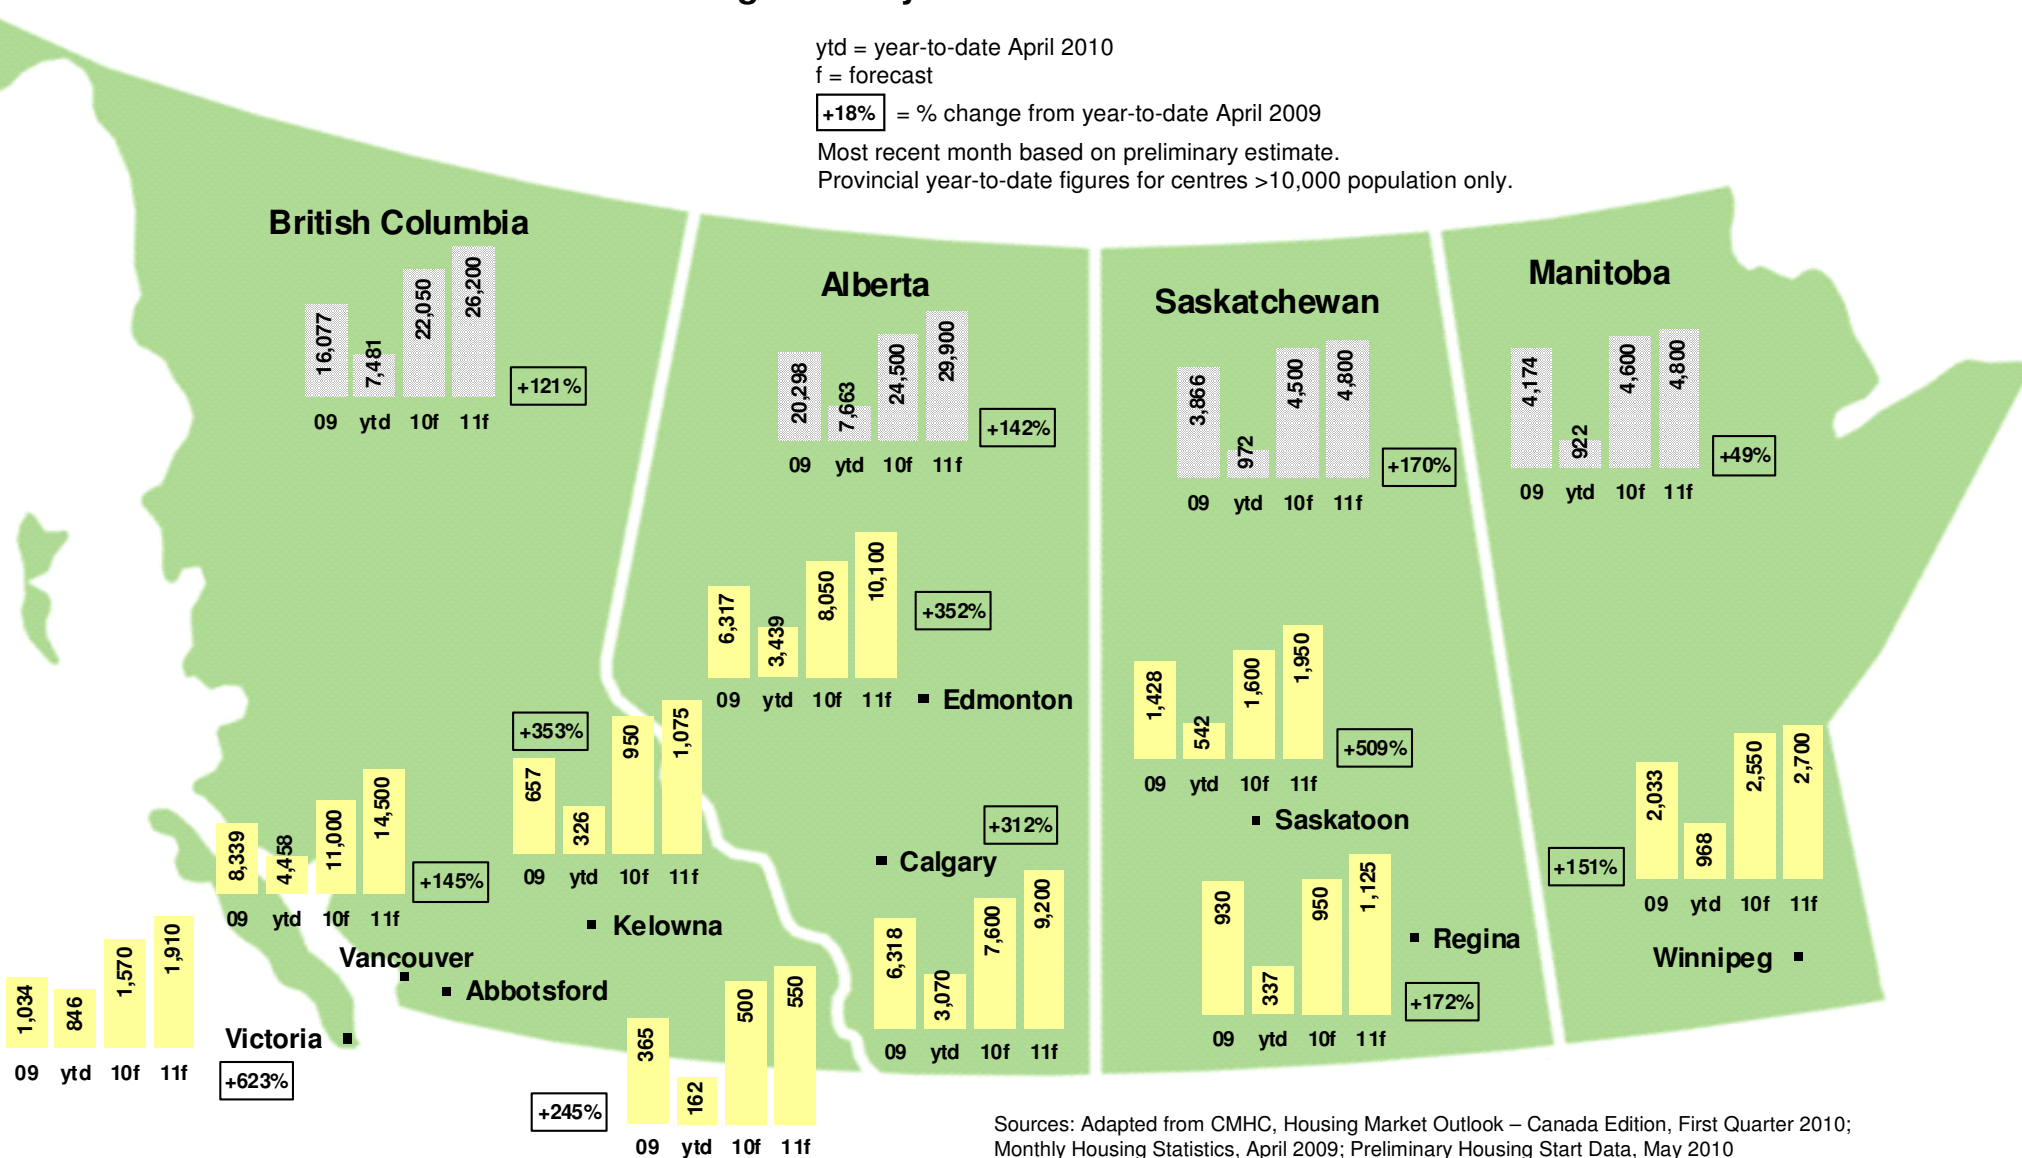 ytd = year-to-date April 2010
f = forecast
+18% = % change from year-to-date April 2009
Most recent month based on preliminary estimate.
Provincial year-to-date figures for centres >10,000 population only.
British Columbia
16,077 7,481 22,050 26,200
+121%
09 ytd 10f 11f
Alberta
20,298 7,663 24,500 29,900
+142%
09 ytd 10f 11f
Saskatchewan
3,866 972 4,500 4,800
+170%
09 ytd 10f 11f
Manitoba
4,174 922 4,600 4,800
+49%
09 ytd 10f 11f
6,317 3,439 8,050 10,100
+352%
09 ytd 10f 11f
Edmonton
+353%
657 326 950 1,075
09 ytd 10f 11f
Kelowna
1,428 542 1,600 1,950
+509%
09 ytd 10f 11f
Saskatoon
2,033 968 2,550 2,700
+151%
09 ytd 10f 11f
Winnipeg
8,339 4,458 11,000 14,500
+145%
09 ytd 10f 11f
Vancouver
Abbotsford
+312%
Calgary
6,318 3,070 7,600 9,200
09 ytd 10f 11f
930 337 950 1,125
Regina
+172%
09 ytd 10f 11f
1,034 846 1,570 1,910
Victoria
09 ytd 10f 11f
+623%
365 162 500 550
+245%
09 ytd 10f 11f
Sources: Adapted from CMHC, Housing Market Outlook – Canada Edition, First Quarter 2010;
Monthly Housing Statistics, April 2009; Preliminary Housing Start Data, May 2010